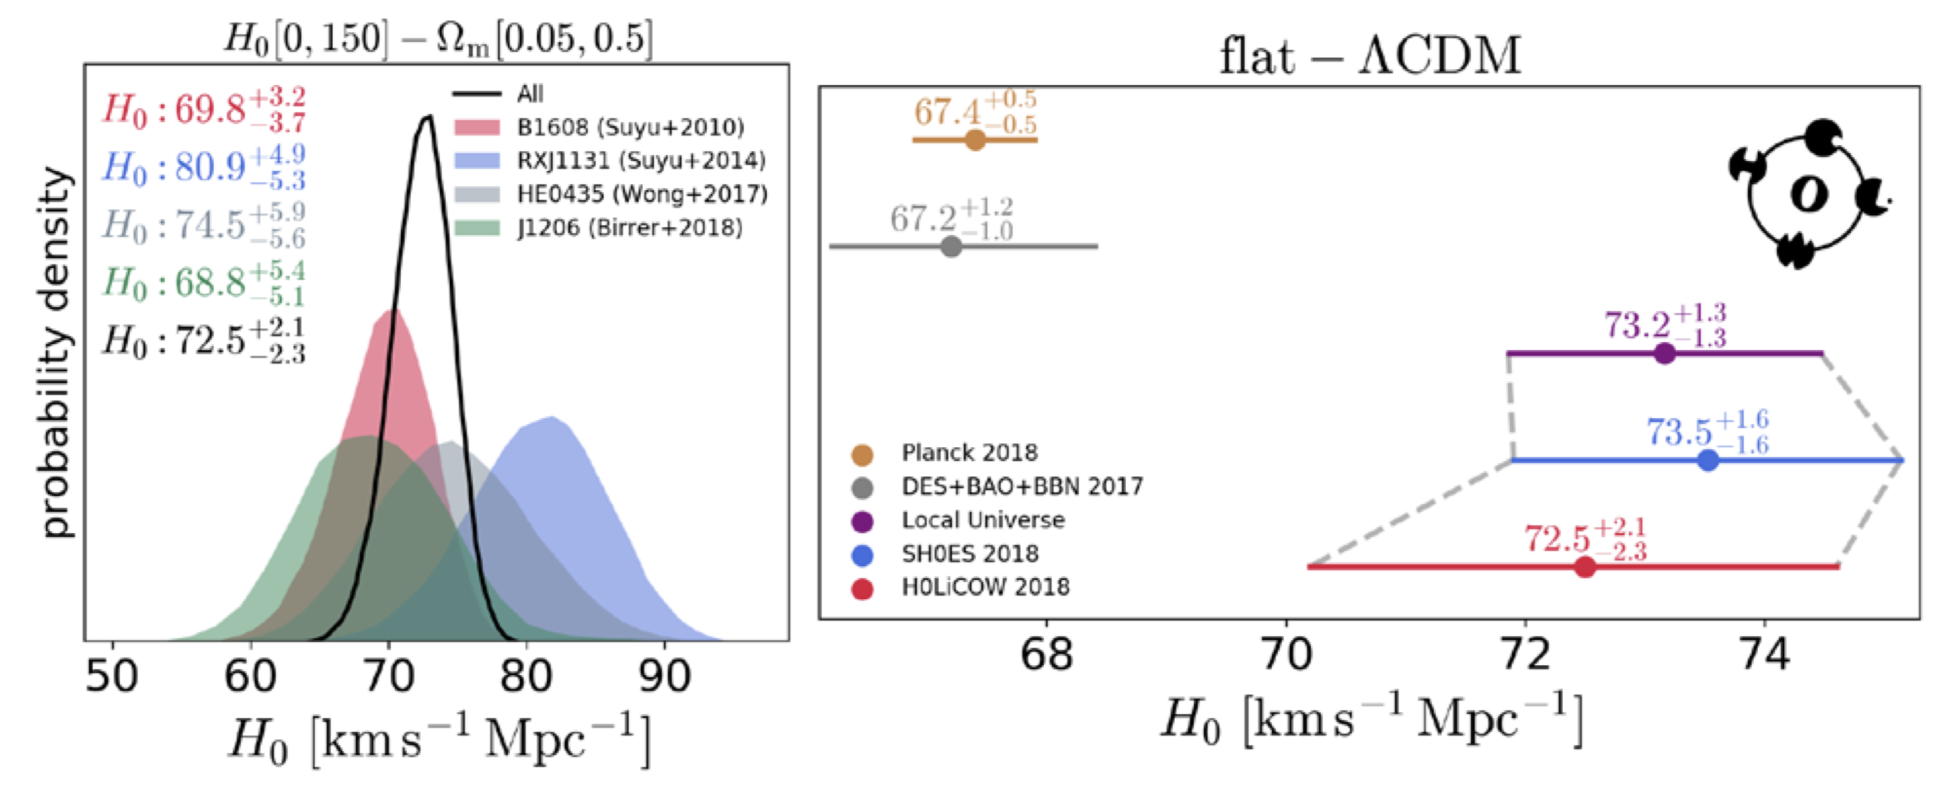 H₀[0, 150] − Ωₘ[0.05, 0.5]
H₀ : 69.8 +3.2 −3.7
H₀ : 80.9 +4.9 −5.3
H₀ : 74.5 +5.9 −5.6
H₀ : 68.8 +5.4 −5.1
H₀ : 72.5 +2.1 −2.3
All
B1608 (Suyu+2010)
RXJ1131 (Suyu+2014)
HE0435 (Wong+2017)
J1206 (Birrer+2018)
probability density
50 60 70 80 90
H₀ [km s⁻¹ Mpc⁻¹]
flat − ΛCDM
67.4 +0.5 −0.5
67.2 +1.2 −1.0
73.2 +1.3 −1.3
73.5 +1.6 −1.6
72.5 +2.1 −2.3
Planck 2018
DES+BAO+BBN 2017
Local Universe
SH0ES 2018
H0LiCOW 2018
68 70 72 74
H₀ [km s⁻¹ Mpc⁻¹]